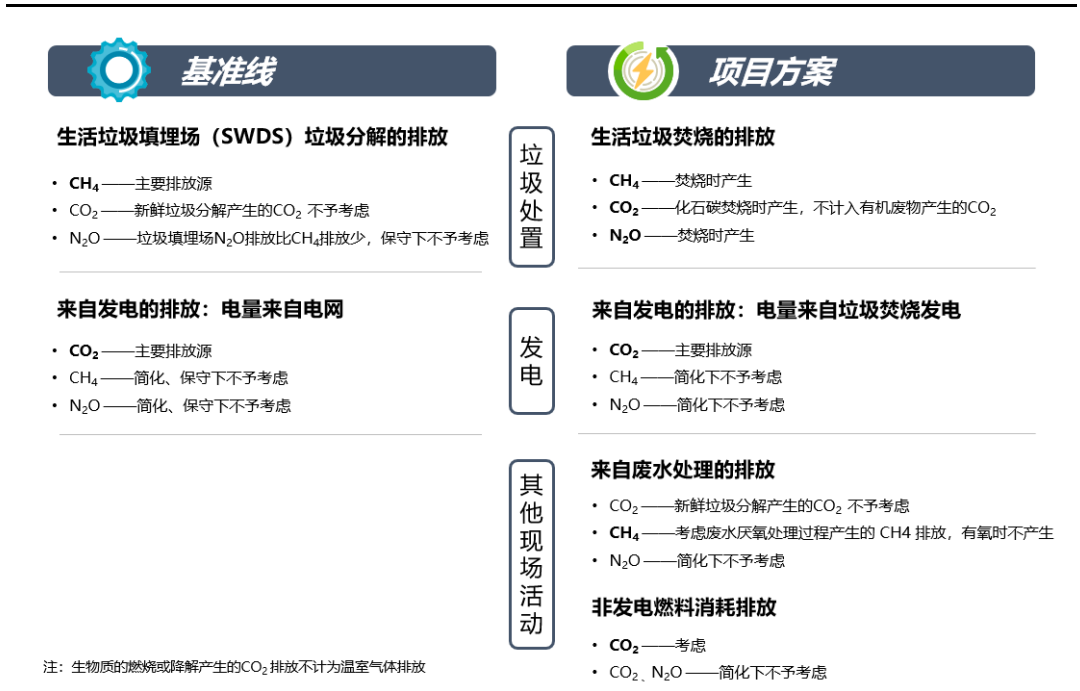 基准线
生活垃圾填埋场（SWDS）垃圾分解的排放
• CH₄——主要排放源
• CO₂——新鲜垃圾分解产生的CO₂ 不予考虑
• N₂O——垃圾填埋场N₂O排放比CH₄排放少，保守下不予考虑
来自发电的排放：电量来自电网
• CO₂——主要排放源
• CH₄——简化、保守下不予考虑
• N₂O——简化、保守下不予考虑
垃圾处置
发电
其他现场活动
项目方案
生活垃圾焚烧的排放
• CH₄——焚烧时产生
• CO₂——化石碳焚烧时产生，不计入有机废物产生的CO₂
• N₂O——焚烧时产生
来自发电的排放：电量来自垃圾焚烧发电
• CO₂——主要排放源
• CH₄——简化下不予考虑
• N₂O——简化下不予考虑
来自废水处理的排放
• CO₂——新鲜垃圾分解产生的CO₂ 不予考虑
• CH₄——考虑废水厌氧处理过程产生的 CH4 排放，有氧时不产生
• N₂O——简化下不予考虑
非发电燃料消耗排放
• CO₂——考虑
• CO₂、N₂O——简化下不予考虑
注：生物质的燃烧或降解产生的CO₂ 排放不计为温室气体排放